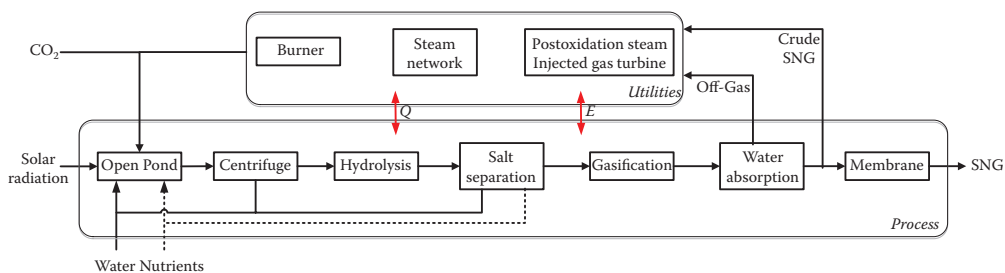 CO2
Burner
Steam
network
Postoxidation steam
Injected gas turbine
Utilities
Crude
SNG
Off-Gas
Q
E
Solar
radiation
Open Pond
Centrifuge
Hydrolysis
Salt
separation
Gasification
Water
absorption
Membrane
SNG
Process
Water Nutrients